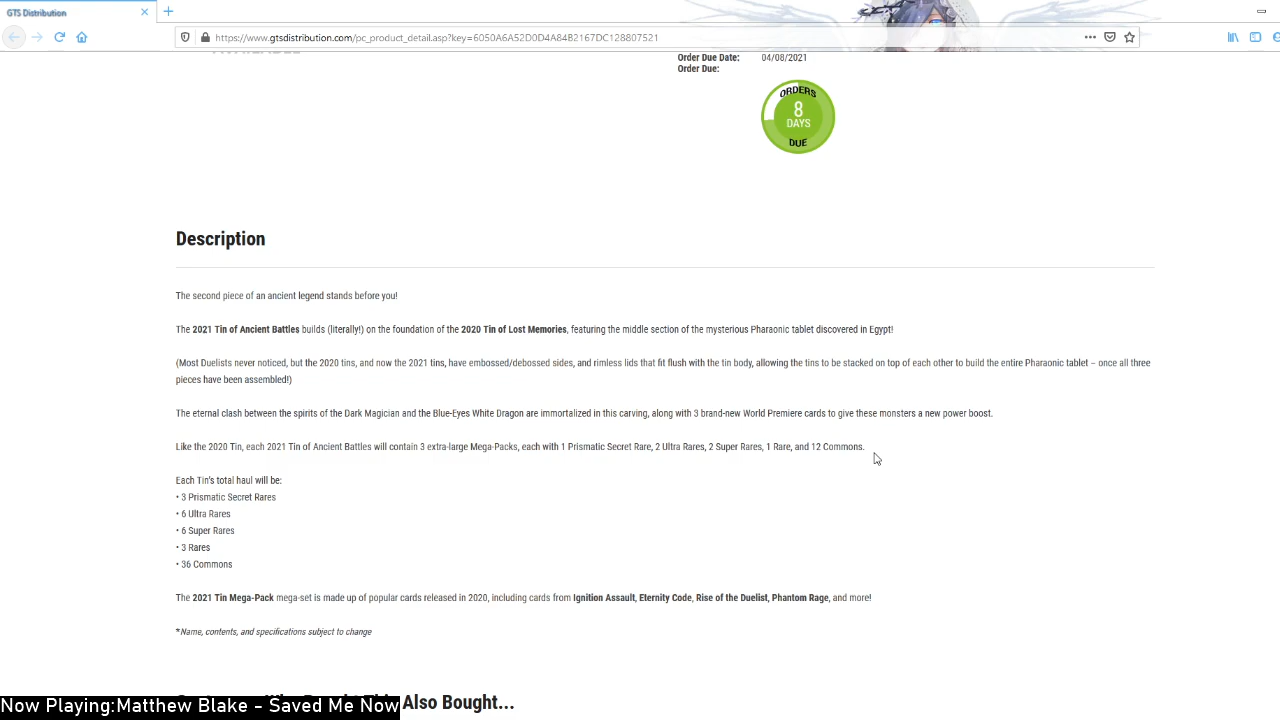 GTS Distribution
https://www.gtsdistribution.com/pc_product_detail.asp?key=6050A6A52D0D4A84B2167DC128807521
Order Due Date: 04/08/2021
Order Due:
ORDERS
8
DAYS
DUE
Description
The second piece of an ancient legend stands before you!
The 2021 Tin of Ancient Battles builds (literally!) on the foundation of the 2020 Tin of Lost Memories, featuring the middle section of the mysterious Pharaonic tablet discovered in Egypt!
(Most Duelists never noticed, but the 2020 tins, and now the 2021 tins, have embossed/debossed sides, and rimless lids that fit flush with the tin body, allowing the tins to be stacked on top of each other to build the entire Pharaonic tablet – once all three
pieces have been assembled!)
The eternal clash between the spirits of the Dark Magician and the Blue-Eyes White Dragon are immortalized in this carving, along with 3 brand-new World Premiere cards to give these monsters a new power boost.
Like the 2020 Tin, each 2021 Tin of Ancient Battles will contain 3 extra-large Mega-Packs, each with 1 Prismatic Secret Rare, 2 Ultra Rares, 2 Super Rares, 1 Rare, and 12 Commons.
Each Tin's total haul will be:
• 3 Prismatic Secret Rares
• 6 Ultra Rares
• 6 Super Rares
• 3 Rares
• 36 Commons
The 2021 Tin Mega-Pack mega-set is made up of popular cards released in 2020, including cards from Ignition Assault, Eternity Code, Rise of the Duelist, Phantom Rage, and more!
*Name, contents, and specifications subject to change
Also Bought...
Now Playing:Matthew Blake - Saved Me Now